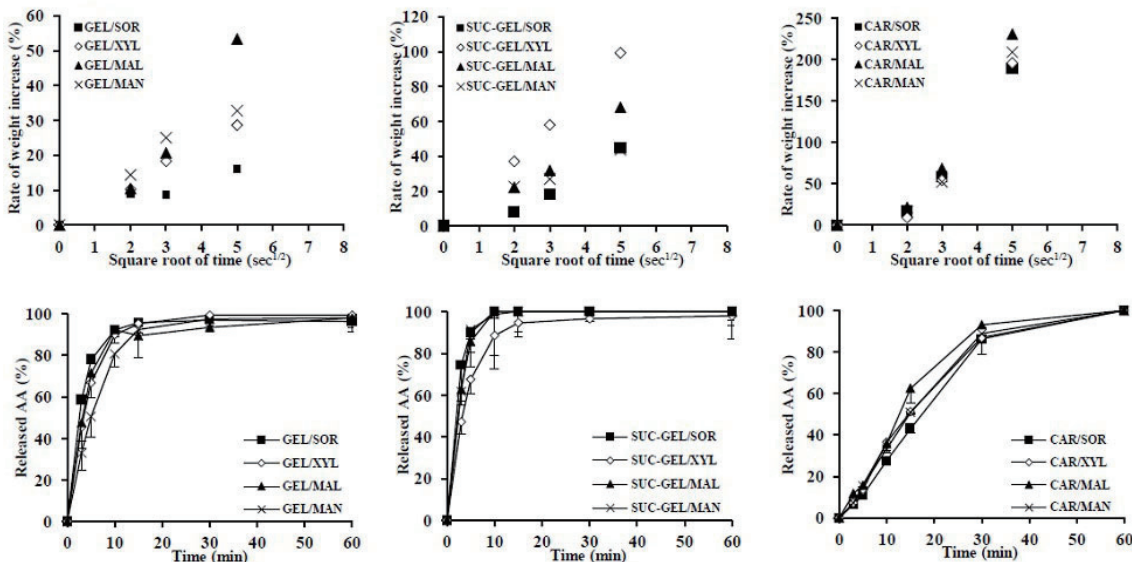 Rate of weight increase (%)
60
50
40
30
20
10
0
GEL/SOR
GEL/XYL
GEL/MAL
GEL/MAN
0 1 2 3 4 5 6 7 8
Square root of time (sec1/2)
Rate of weight increase (%)
120
100
80
60
40
20
0
SUC-GEL/SOR
SUC-GEL/XYL
SUC-GEL/MAL
SUC-GEL/MAN
0 1 2 3 4 5 6 7 8
Square root of time (sec1/2)
Rate of weight increase (%)
250
200
150
100
50
0
CAR/SOR
CAR/XYL
CAR/MAL
CAR/MAN
0 1 2 3 4 5 6 7 8
Square root of time (sec1/2)
Released AA (%)
100
80
60
40
20
0
GEL/SOR
GEL/XYL
GEL/MAL
GEL/MAN
0 10 20 30 40 50 60
Time (min)
Released AA (%)
100
80
60
40
20
0
SUC-GEL/SOR
SUC-GEL/XYL
SUC-GEL/MAL
SUC-GEL/MAN
0 10 20 30 40 50 60
Time (min)
Released AA (%)
100
80
60
40
20
0
CAR/SOR
CAR/XYL
CAR/MAL
CAR/MAN
0 10 20 30 40 50 60
Time (min)